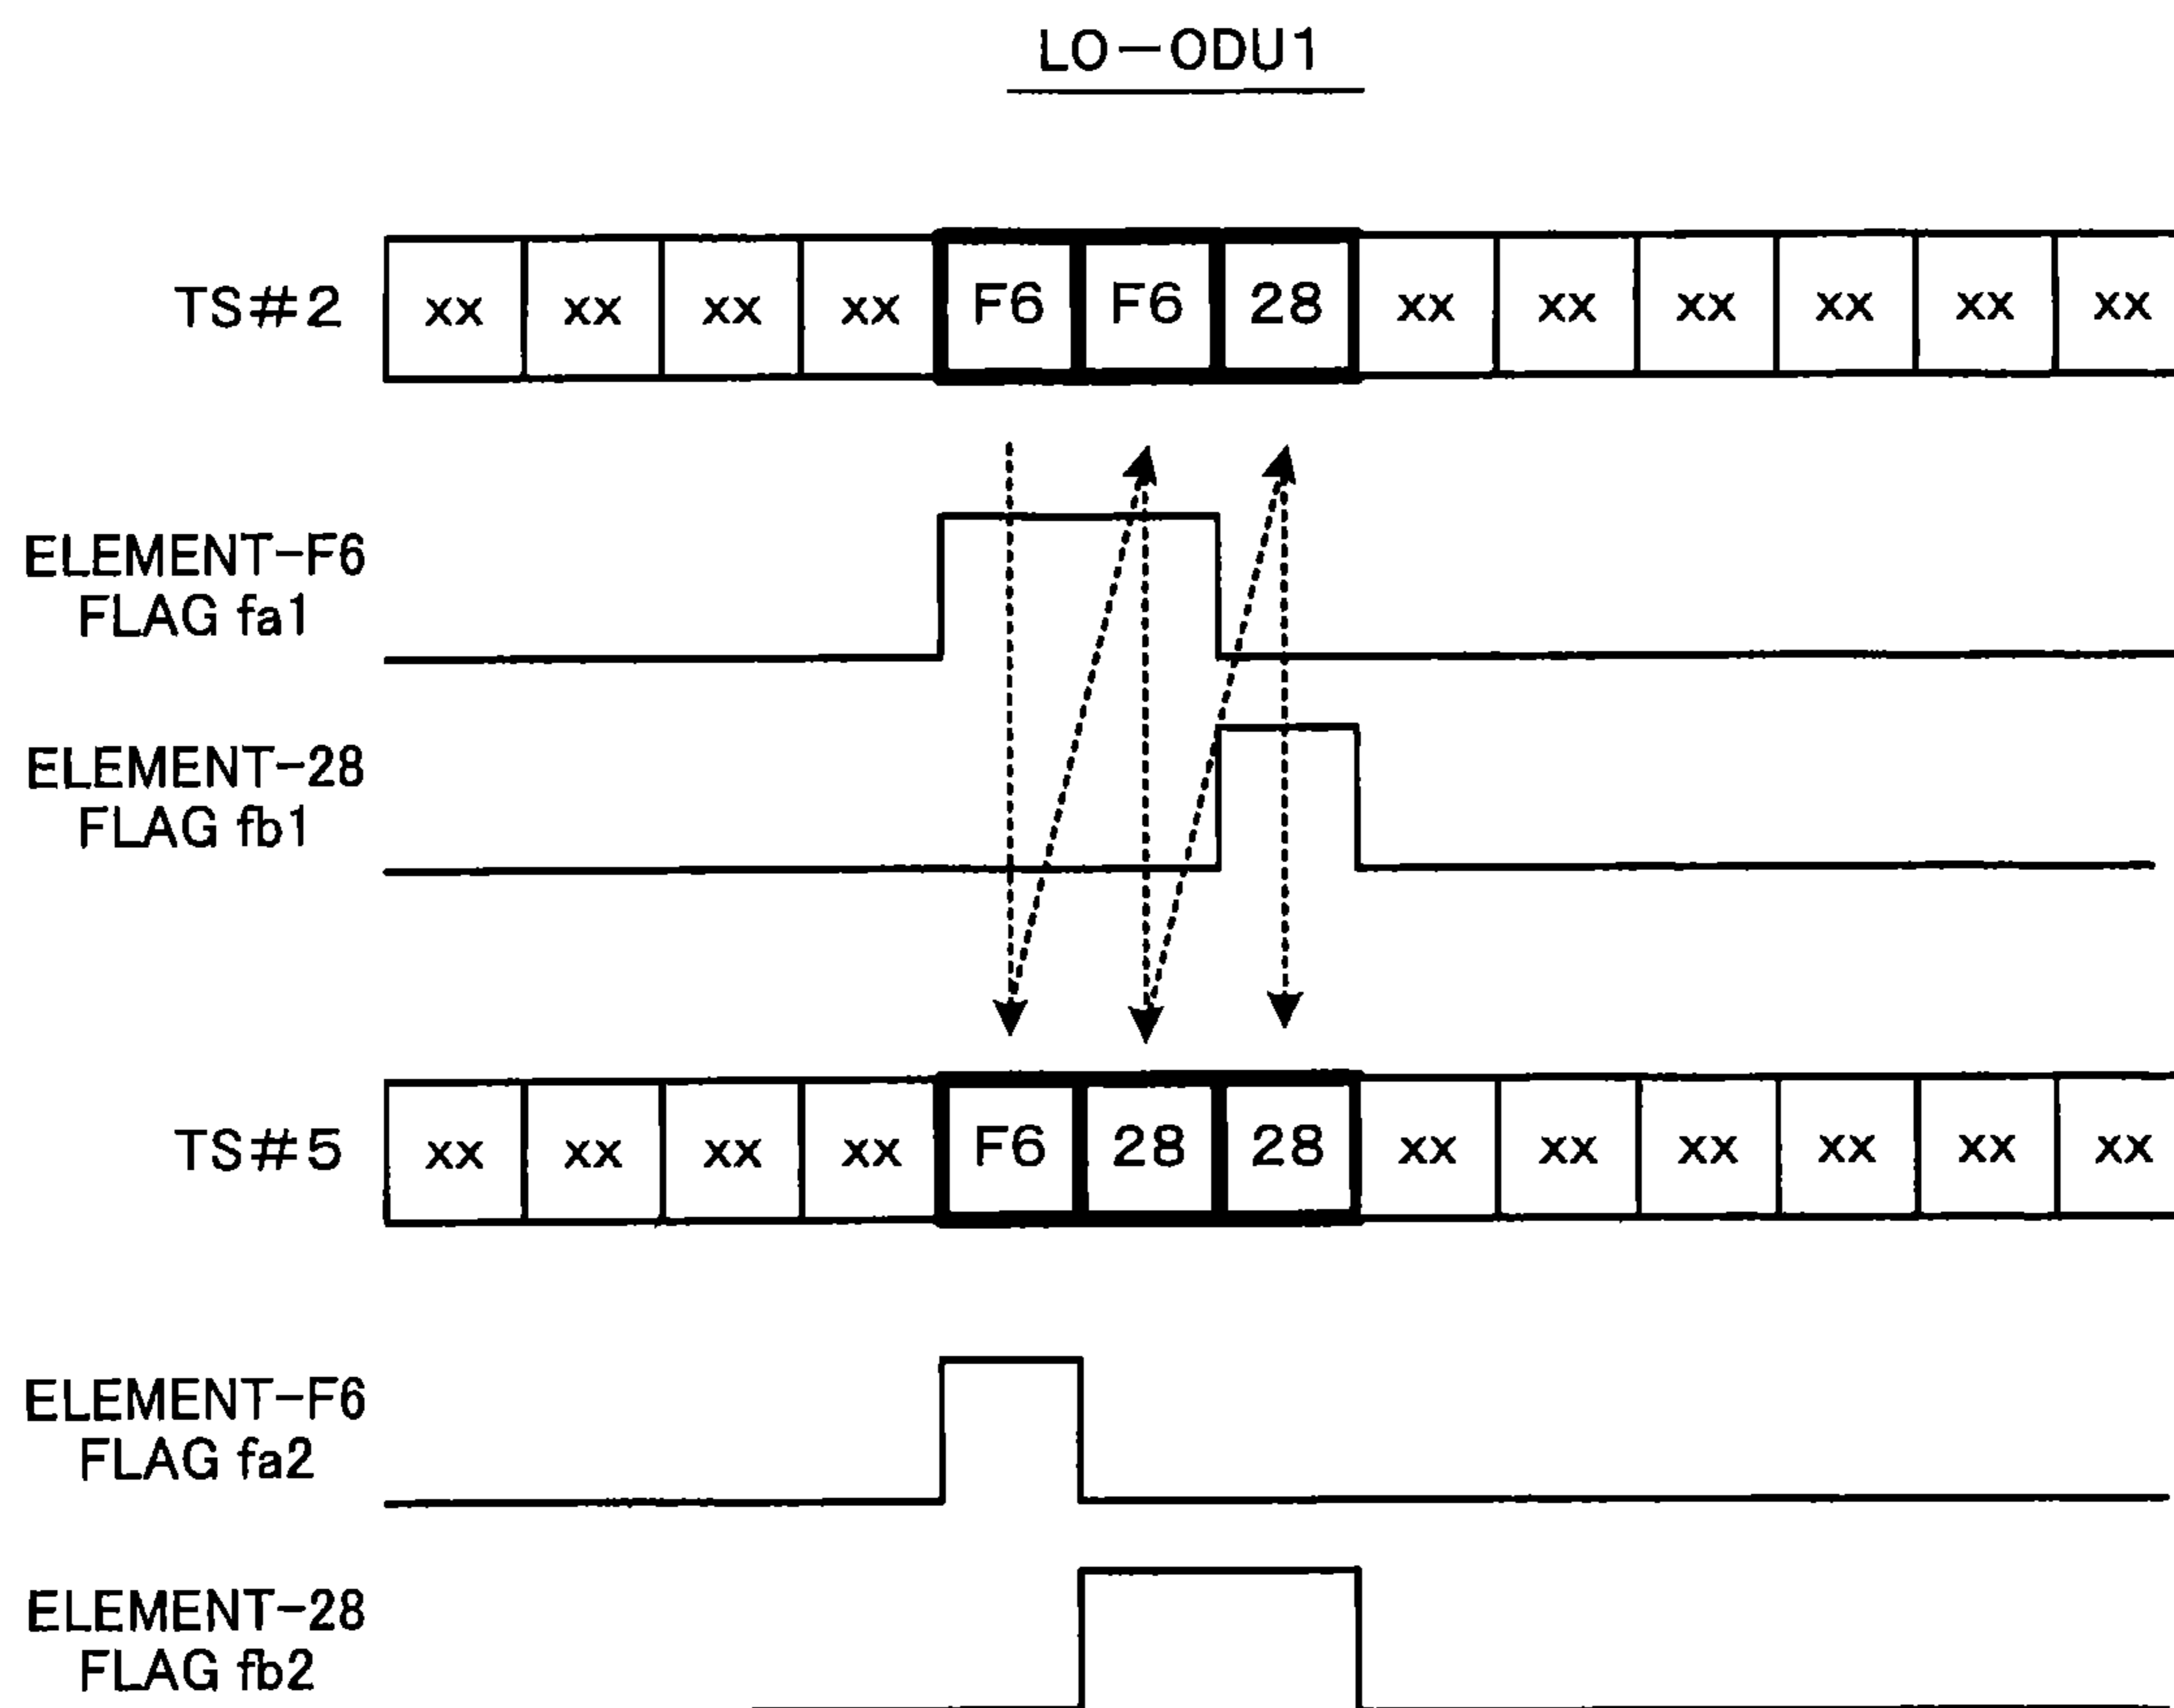 LO-ODU1
TS#2 xx xx xx xx F6 F6 28 xx xx xx xx xx xx
ELEMENT-F6
FLAG fa1
ELEMENT-28
FLAG fb1
TS#5 xx xx xx xx F6 28 28 xx xx xx xx xx xx
ELEMENT-F6
FLAG fa2
ELEMENT-28
FLAG fb2